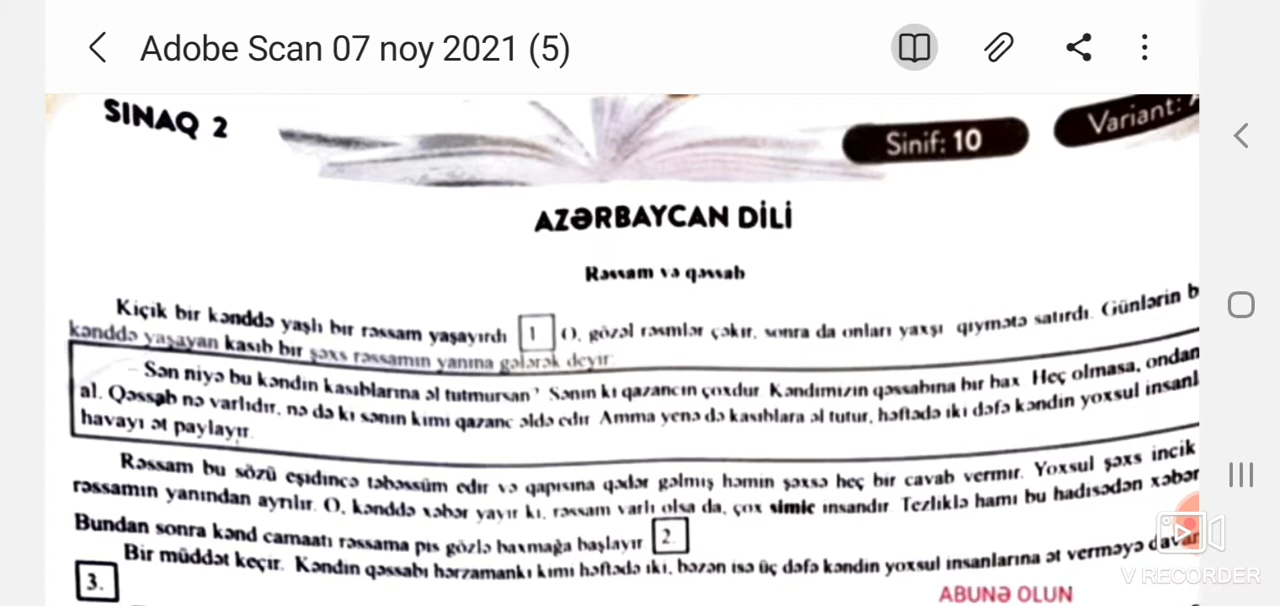 Adobe Scan 07 noy 2021 (5)
SINAQ 2
Sinif: 10
Variant:
AZƏRBAYCAN DİLİ
Rəssam və qəssab
Kiçik bir kənddə yaşlı bir rəssam yaşayırdı 1 O, gözəl rəsmlər çəkir, sonra da onları yaxşı qiymətə satırdı. Günlərin b
kənddə yaşayan kasıb bir şəxs rəssamın yanına gələrək deyir:
– Sən niyə bu kəndin kasıblarına əl tutmursan? Sənin ki qazancın çoxdur. Kəndimizin qəssabına bir bax. Heç olmasa, ondan
al. Qəssab nə varlıdır, nə də ki sənin kimi qazanc əldə edir. Amma yenə də kasıblara əl tutur, həftədə iki dəfə kəndin yoxsul insanl
havayı ət paylayır.
Rəssam bu sözü eşidincə təbəssüm edir və qapısına qədər gəlmiş həmin şəxsə heç bir cavab vermir. Yoxsul şəxs incik
rəssamın yanından ayrılır. O, kənddə xəbər yayır ki, rəssam varlı olsa da, çox simic insandır. Tezliklə hamı bu hadisədən xəbər
Bundan sonra kənd camaatı rəssama pis gözlə baxmağa başlayır 2.
Bir müddət keçir. Kəndin qəssabı hərzamankı kimi həftədə iki, bəzən isə üç dəfə kəndin yoxsul insanlarına ət verməyə davam
3.
ABUNƏ OLUN
V RECORDER